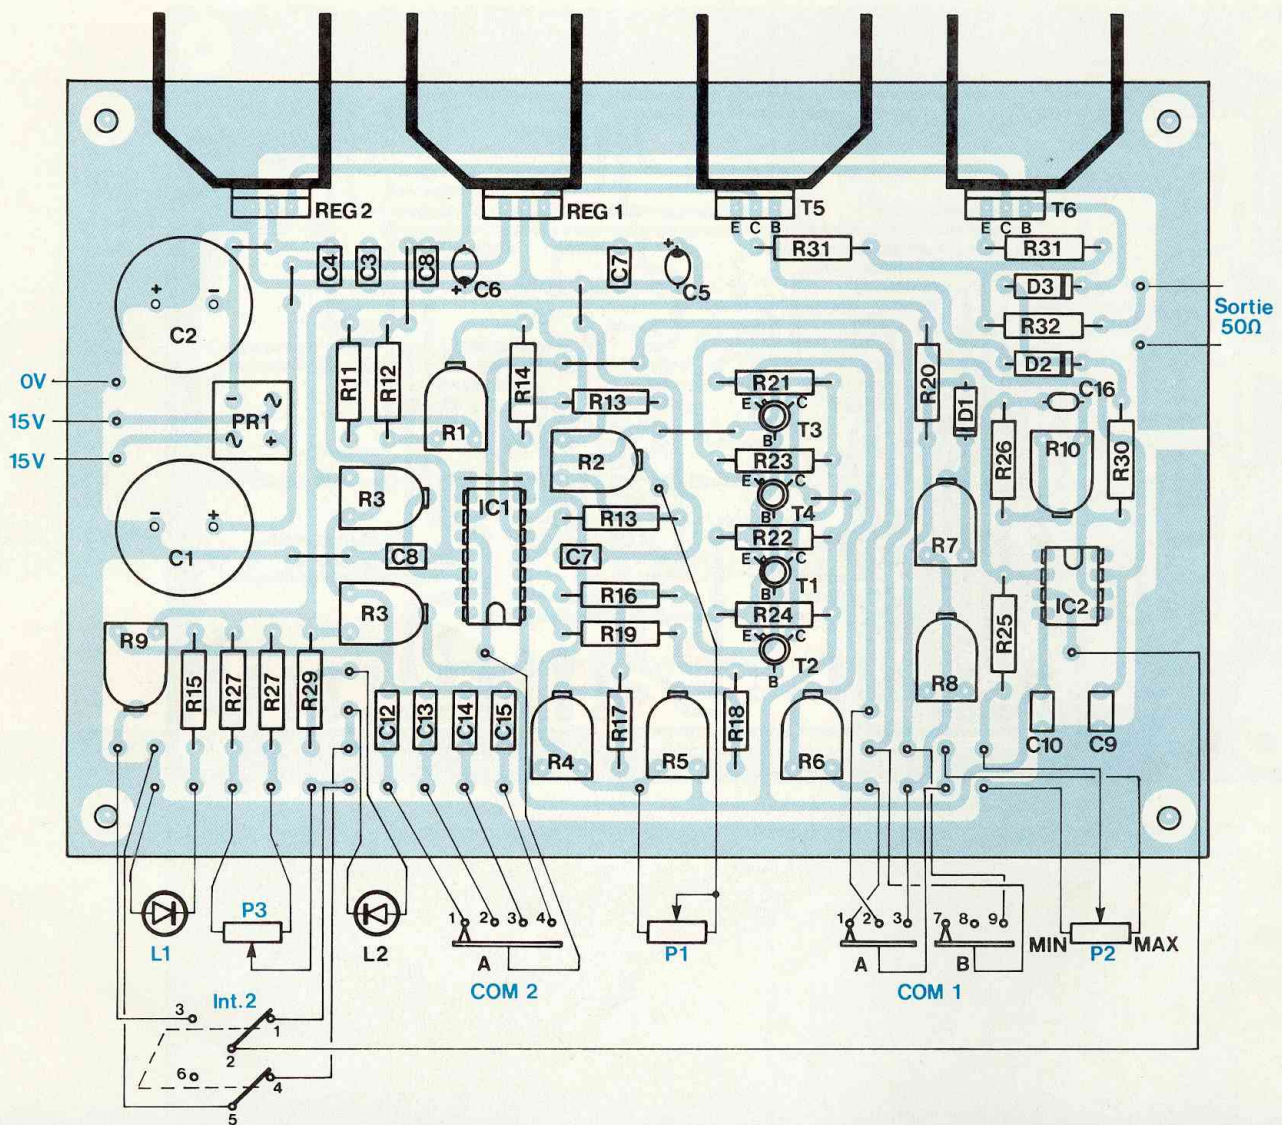 REG 2
REG 1
T5
T6
E C B
E C B
R31
R31
C4
C3
C8
C6
C7
C5
D3
+ -
C2
Sortie
50Ω
R32
D2
R11
R12
R14
R20
0V
15V
15V
PR1
- +
R1
R13
R21
E C
B
T3
D1
C16
R2
R23
R26
R10
R30
R3
IC1
E C
B
T4
R13
R22
R7
- +
C1
C8
C7
E C
B
T1
IC2
R3
R16
R24
R25
R19
E C
B
T2
R9
R15
R27
R27
R29
R8
C12
C13
C14
C15
R4
R17
R5
R18
R6
C10
C9
L1
P3
L2
1 2 3 4
A
COM 2
P1
1 2 3
A
7 8 9
B
COM 1
MIN
P2
MAX
Int.2
3
1
2
6
4
5